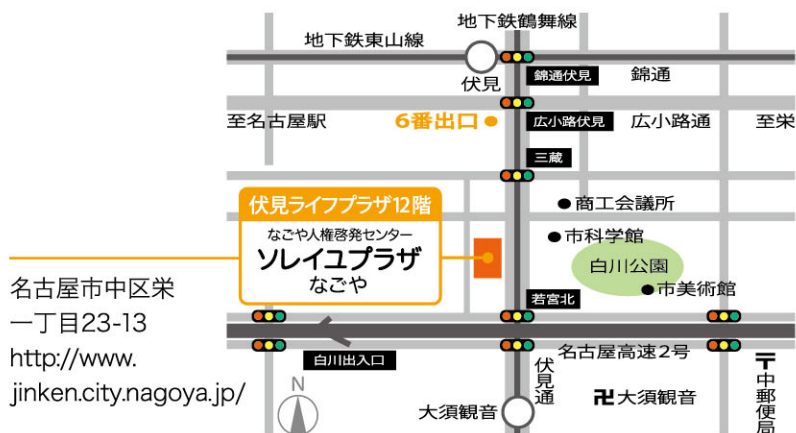 地下鉄鶴舞線
地下鉄東山線
伏見
錦通伏見
錦通
至名古屋駅
6番出口
広小路伏見
広小路通
至栄
三蔵
伏見ライフプラザ12階
なごや人権啓発センター
ソレイユプラザ
なごや
商工会議所
市科学館
白川公園
市美術館
名古屋市中区栄
一丁目23-13
http://www.
jinken.city.nagoya.jp/
若宮北
白川出入口
名古屋高速2号
伏見通
N
大須観音
卍大須観音
〒中郵便局